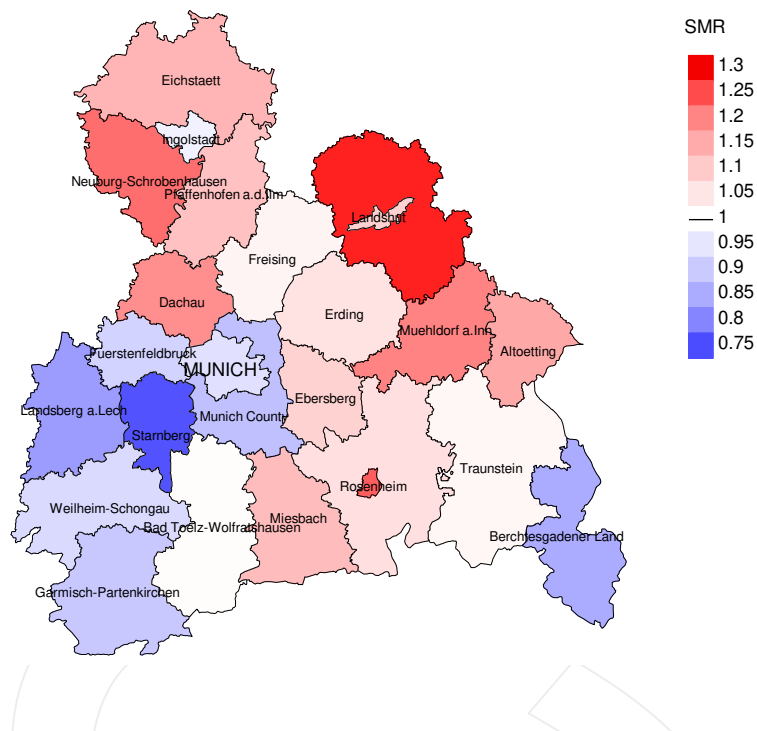 SMR
1.3
1.25
1.2
1.15
1.1
1.05
1
0.95
0.9
0.85
0.8
0.75
Eichstaett
Ingolstadt
Neuburg-Schrobenhausen
Pfaffenhofen a.d.Ilm
Landshut
Freising
Dachau
Erding
Muehldorf a.Inn
Altoetting
Fuerstenfeldbruck
MUNICH
Ebersberg
Landsberg a.Lech
Munich County
Starnberg
Traunstein
Rosenheim
Weilheim-Schongau
Miesbach
Bad Toelz-Wolfratshausen
Berchtesgadener Land
Garmisch-Partenkirchen